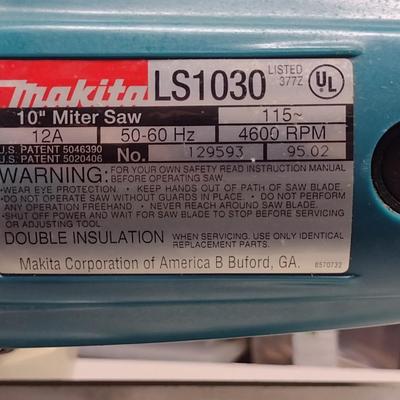 makita LS1030 LISTED 377Z UL
10" Miter Saw 115~
12A 50-60 Hz 4600 RPM
U.S. PATENT 5046390
U.S. PATENT 5020406 No. 129593 95.02
WARNING: •FOR YOUR OWN SAFETY READ INSTRUCTION MANUAL
BEFORE OPERATING SAW.
•WEAR EYE PROTECTION. • KEEP HANDS OUT OF PATH OF SAW BLADE.
•DO NOT OPERATE SAW WITHOUT GUARDS IN PLACE. • DO NOT PERFORM
ANY OPERATION FREEHAND • NEVER REACH AROUND SAW BLADE.
•SHUT OFF POWER AND WAIT FOR SAW BLADE TO STOP BEFORE SERVICING
OR ADJUSTING TOOL.
DOUBLE INSULATION WHEN SERVICING. USE ONLY IDENTICAL
REPLACEMENT PARTS.
Makita Corporation of America B Buford, GA. 8570732